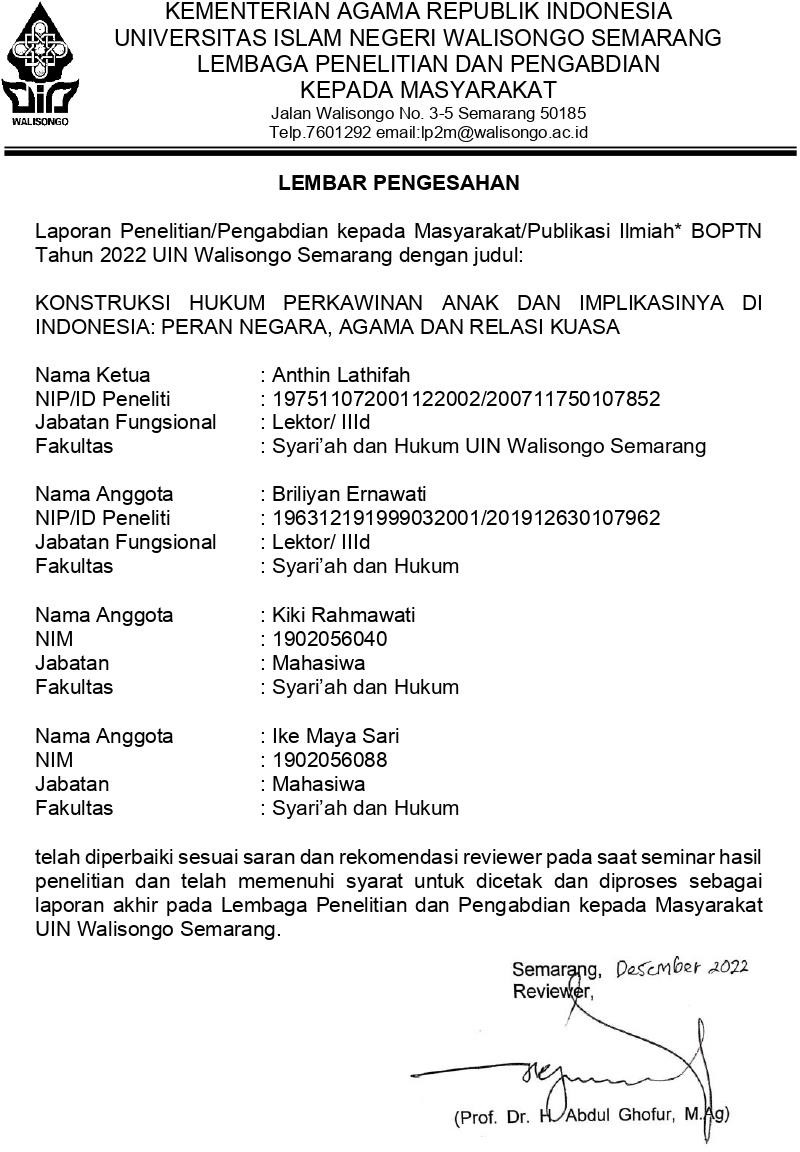 KEMENTERIAN AGAMA REPUBLIK INDONESIA
UNIVERSITAS ISLAM NEGERI WALISONGO SEMARANG
LEMBAGA PENELITIAN DAN PENGABDIAN
KEPADA MASYARAKAT
Jalan Walisongo No. 3-5 Semarang 50185
Telp.7601292 email:lp2m@walisongo.ac.id
WALISONGO
LEMBAR PENGESAHAN
Laporan Penelitian/Pengabdian kepada Masyarakat/Publikasi Ilmiah* BOPTN
Tahun 2022 UIN Walisongo Semarang dengan judul:
KONSTRUKSI HUKUM PERKAWINAN ANAK DAN IMPLIKASINYA DI
INDONESIA: PERAN NEGARA, AGAMA DAN RELASI KUASA
Nama Ketua : Anthin Lathifah
NIP/ID Peneliti : 197511072001122002/200711750107852
Jabatan Fungsional : Lektor/ IIId
Fakultas : Syari’ah dan Hukum UIN Walisongo Semarang
Nama Anggota : Briliyan Ernawati
NIP/ID Peneliti : 196312191999032001/201912630107962
Jabatan Fungsional : Lektor/ IIId
Fakultas : Syari’ah dan Hukum
Nama Anggota : Kiki Rahmawati
NIM : 1902056040
Jabatan : Mahasiwa
Fakultas : Syari’ah dan Hukum
Nama Anggota : Ike Maya Sari
NIM : 1902056088
Jabatan : Mahasiwa
Fakultas : Syari’ah dan Hukum
telah diperbaiki sesuai saran dan rekomendasi reviewer pada saat seminar hasil
penelitian dan telah memenuhi syarat untuk dicetak dan diproses sebagai
laporan akhir pada Lembaga Penelitian dan Pengabdian kepada Masyarakat
UIN Walisongo Semarang.
Semarang, Desember 2022
Reviewer,
(Prof. Dr. H. Abdul Ghofur, M.Ag)